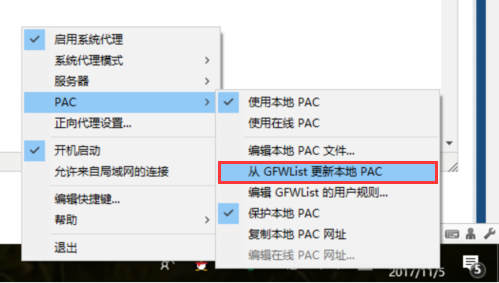 启用系统代理
系统代理模式
服务器
PAC
正向代理设置...
开机启动
允许来自局域网的连接
编辑快捷键...
帮助
退出
使用本地 PAC
使用在线 PAC
编辑本地 PAC 文件...
从 GFWList 更新本地 PAC
编辑 GFWList 的用户规则...
保护本地 PAC
复制本地 PAC 网址
编辑在线 PAC 网址...
2017/11/5
5